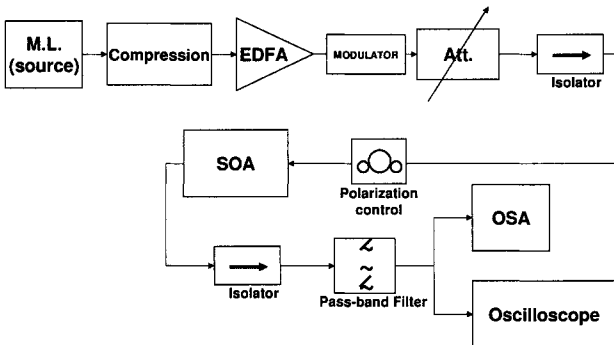 M.L.
(source)
Compression
EDFA
MODULATOR
Att.
Isolator
SOA
Polarization
control
OSA
Isolator
Pass-band Filter
Oscilloscope